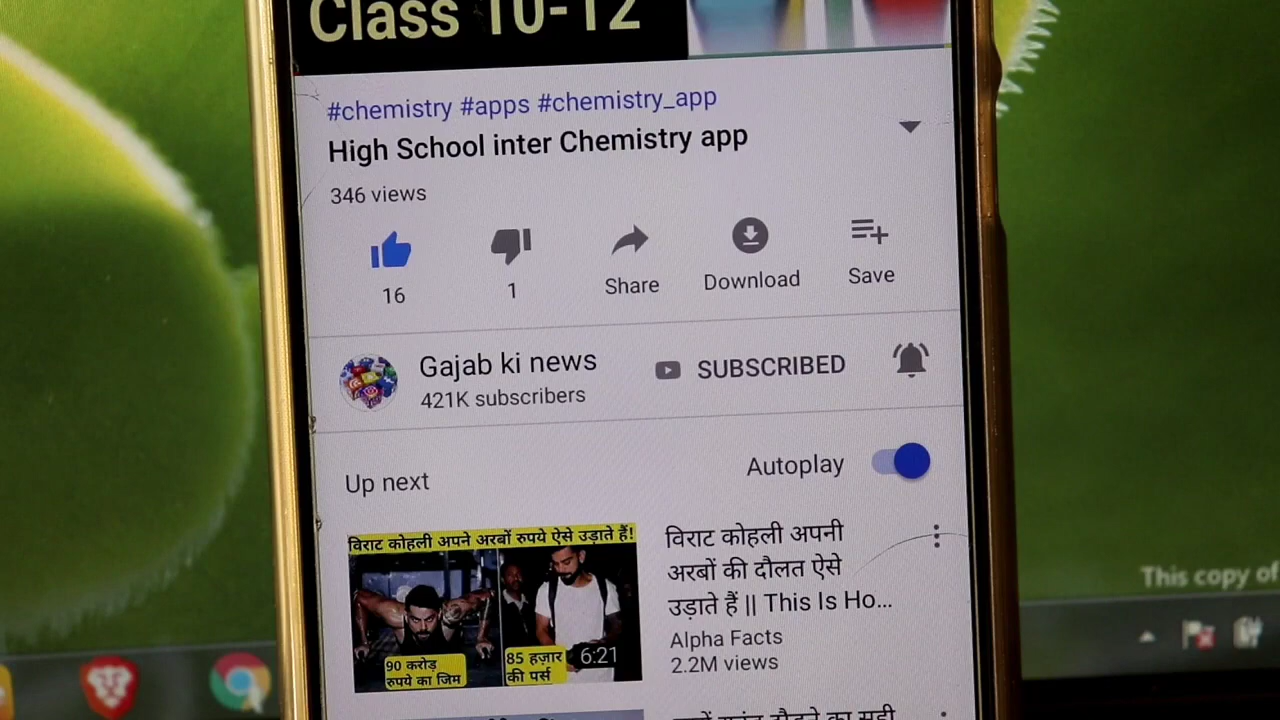 Class 10-12
#chemistry #apps #chemistry_app
High School inter Chemistry app
346 views
16
1
Share
Download
Save
Gajab ki news
421K subscribers
SUBSCRIBED
Up next
Autoplay
विराट कोहली अपने अरबों रुपये ऐसे उड़ाते हैं!
90 करोड़
रुपये का जिम
85 हज़ार
की पर्स
6:21
विराट कोहली अपनी
अरबों की दौलत ऐसे
उड़ाते हैं || This Is Ho...
Alpha Facts
2.2M views
This copy of